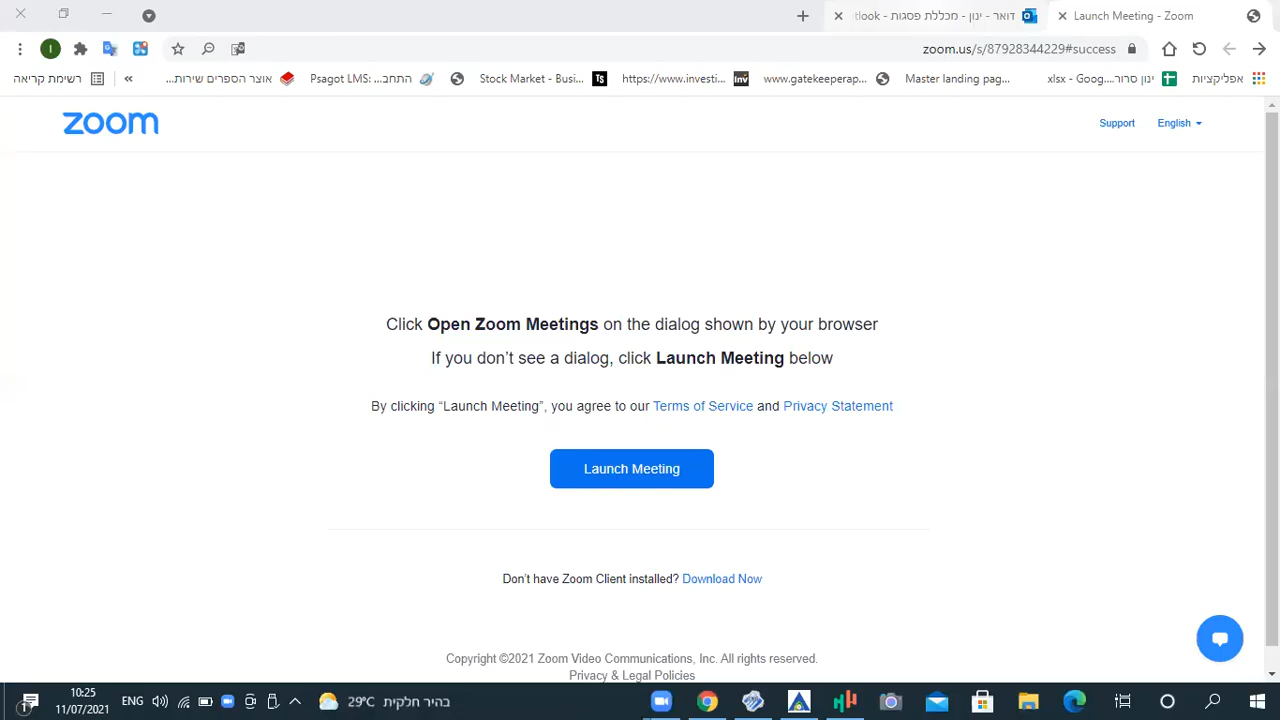 Launch Meeting - Zoom
דואר - ינון - מכללת פסגות - tlook
zoom.us/s/87928344229#success
I
אפליקציות
ינון סרור....xlsx - Goog
Master landing pag...
www.gatekeeperap...
https://www.investi...
Inv
Stock Market - Busi...
TS
התחב...: Psagot LMS
אוצר הספרים שירות...
»
רשימת קריאה
zoom
Support
English
Click Open Zoom Meetings on the dialog shown by your browser
If you don’t see a dialog, click Launch Meeting below
By clicking “Launch Meeting”, you agree to our Terms of Service and Privacy Statement
Launch Meeting
Don’t have Zoom Client installed? Download Now
Copyright ©2021 Zoom Video Communications, Inc. All rights reserved.
Privacy & Legal Policies
1
10:25
11/07/2021
ENG
29°C בהיר חלקית